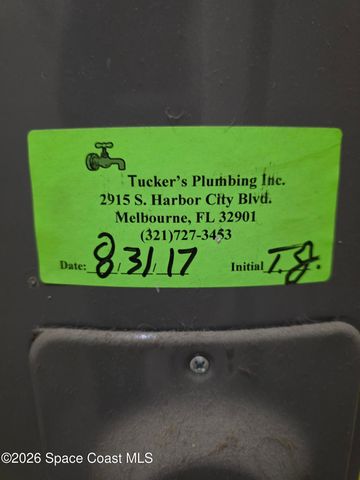 Tucker's Plumbing Inc.
2915 S. Harbor City Blvd.
Melbourne, FL 32901
(321)727-3453
Date: 8/31/17 Initial T.J.
©2026 Space Coast MLS